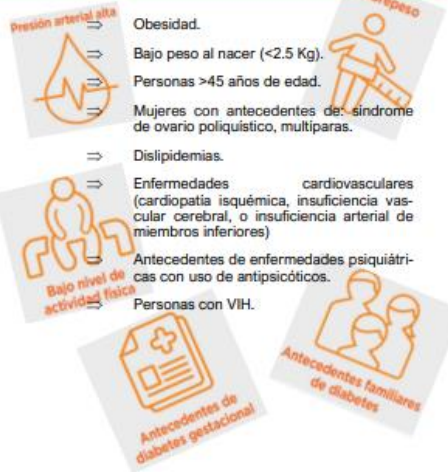 Presión arterial alta
⇒ Obesidad.
⇒ Bajo peso al nacer (<2.5 Kg).
⇒ Personas >45 años de edad.
⇒ Mujeres con antecedentes de: síndrome
de ovario poliquístico, multíparas.
⇒ Dislipidemias.
⇒ Enfermedades cardiovasculares
(cardiopatía isquémica, insuficiencia vas-
cular cerebral, o insuficiencia arterial de
miembros inferiores)
⇒ Antecedentes de enfermedades psiquiátri-
cas con uso de antipsicóticos.
⇒ Personas con VIH.
Bajo nivel de
actividad física
Antecedentes familiares
de diabetes
Antecedentes de
diabetes gestacional